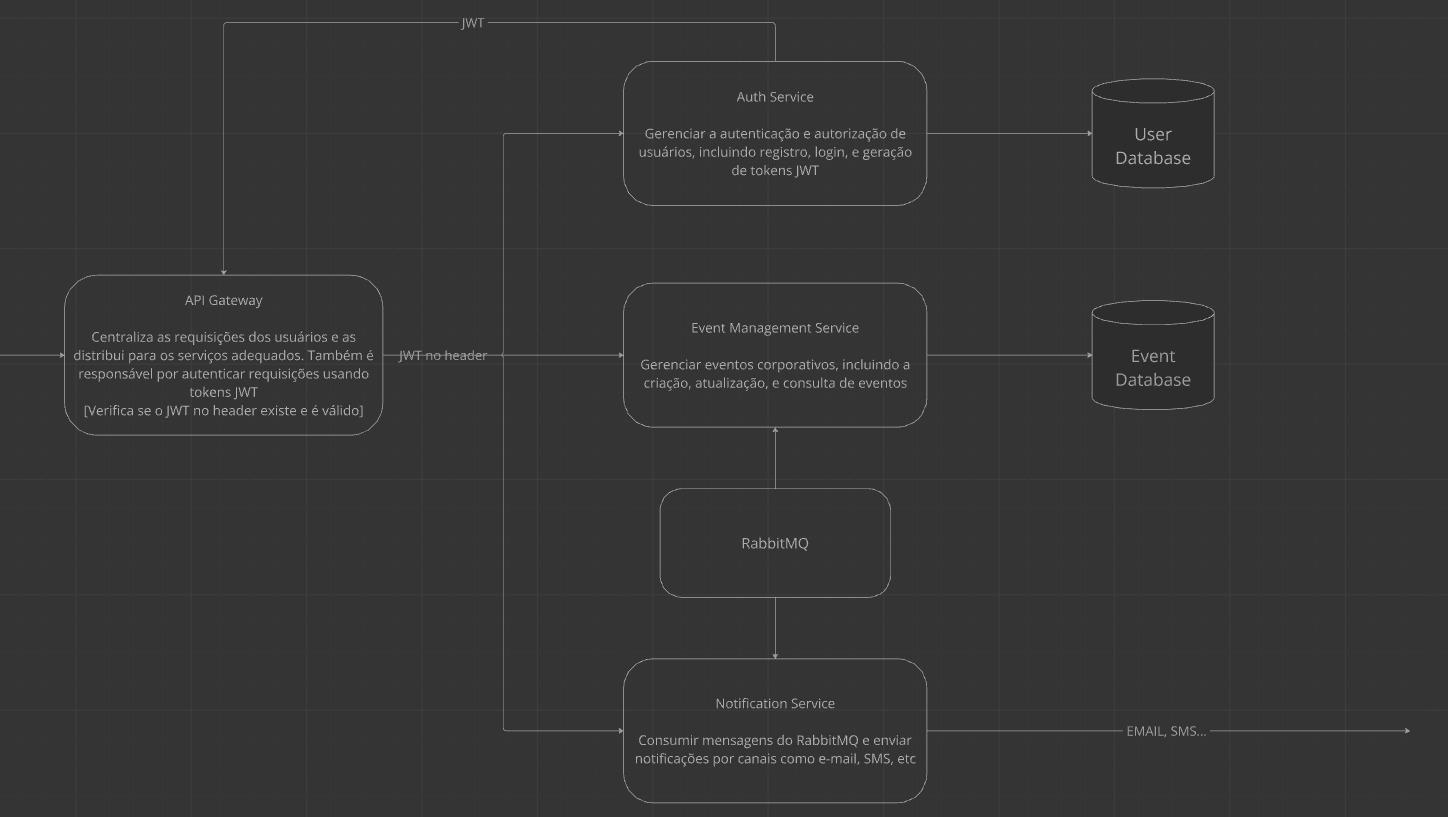 JWT
Auth Service
Gerenciar a autenticação e autorização de
usuários, incluindo registro, login, e geração
de tokens JWT
User
Database
API Gateway
Centraliza as requisições dos usuários e as
distribui para os serviços adequados. Também é
responsável por autenticar requisições usando
tokens JWT
[Verifica se o JWT no header existe e é válido]
JWT no header
Event Management Service
Gerenciar eventos corporativos, incluindo a
criação, atualização, e consulta de eventos
Event
Database
RabbitMQ
Notification Service
Consumir mensagens do RabbitMQ e enviar
notificações por canais como e-mail, SMS, etc
EMAIL, SMS...